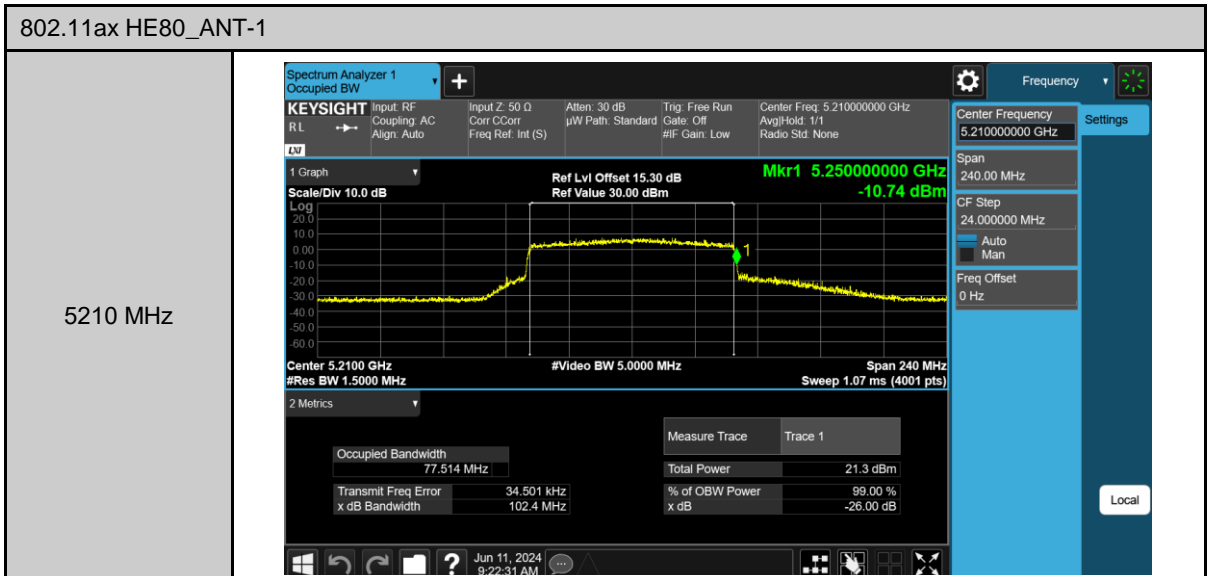 802.11ax HE80_ANT-1
5210 MHz
Spectrum Analyzer 1
Occupied BW
+
Frequency
KEYSIGHT
R L
LXI
Input: RF
Coupling: AC
Align: Auto
Input Z: 50 Ω
Corr CCorr
Freq Ref: Int (S)
Atten: 30 dB
µW Path: Standard
Trig: Free Run
Gate: Off
#IF Gain: Low
Center Freq: 5.210000000 GHz
Avg|Hold: 1/1
Radio Std: None
Center Frequency
5.210000000 GHz
Settings
Span
240.00 MHz
CF Step
24.000000 MHz
Auto
Man
Freq Offset
0 Hz
Local
1 Graph
Scale/Div 10.0 dB
Ref Lvl Offset 15.30 dB
Ref Value 30.00 dBm
Mkr1 5.250000000 GHz
-10.74 dBm
Log
20.0
10.0
0.00
-10.0
-20.0
-30.0
-40.0
-50.0
-60.0
1
Center 5.2100 GHz
#Video BW 5.0000 MHz
Span 240 MHz
#Res BW 1.5000 MHz
Sweep 1.07 ms (4001 pts)
2 Metrics
Measure Trace Trace 1
Occupied Bandwidth
77.514 MHz
Total Power 21.3 dBm
Transmit Freq Error 34.501 kHz
% of OBW Power 99.00 %
x dB Bandwidth 102.4 MHz
x dB -26.00 dB
?
Jun 11, 2024
9:22:31 AM